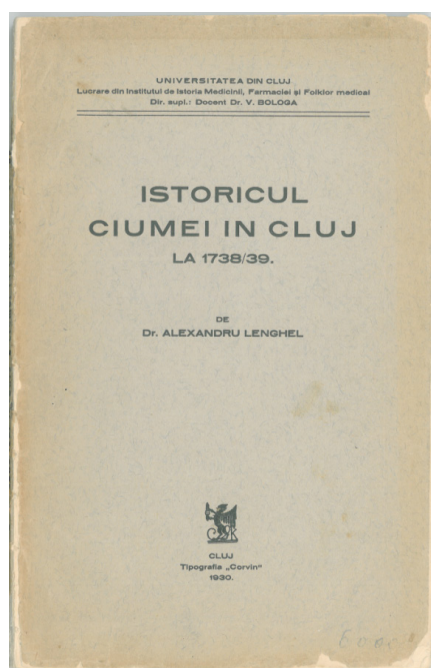 UNIVERSITATEA DIN CLUJ
Lucrare din Institutul de Istoria Medicinii, Farmaciei și Folklor medical
Dir. supl.: Docent Dr. V. BOLOGA
ISTORICUL
CIUMEI IN CLUJ
LA 1738/39.
DE
Dr. ALEXANDRU LENGHEL
CLUJ
Tipografia „Corvin“
1930.